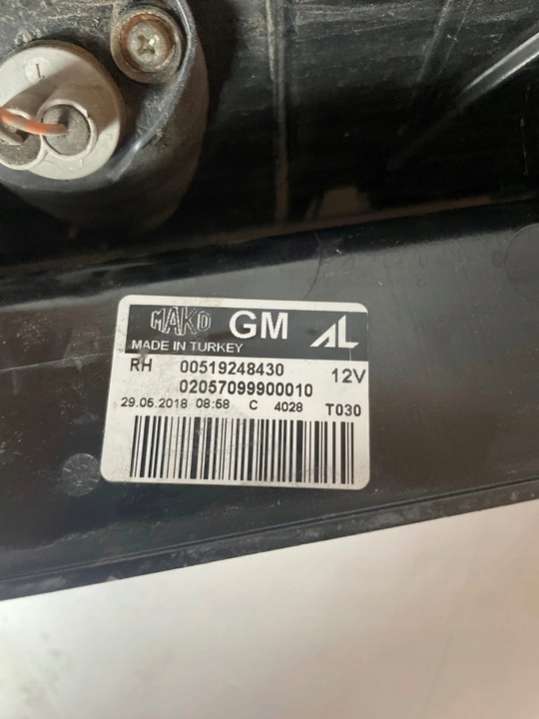 MAKO GM AL
MADE IN TURKEY
RH 00519248430 12V
02057099900010
29.05.2018 08:58 C 4028 T030